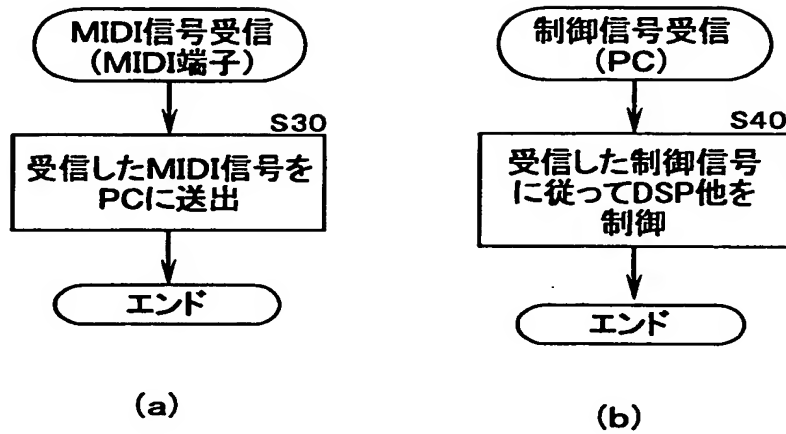 MIDI信号受信
(MIDI端子)
S30
受信したMIDI信号を
PCに送出
エンド
(a)
制御信号受信
(PC)
S40
受信した制御信号
に従ってDSP他を
制御
エンド
(b)